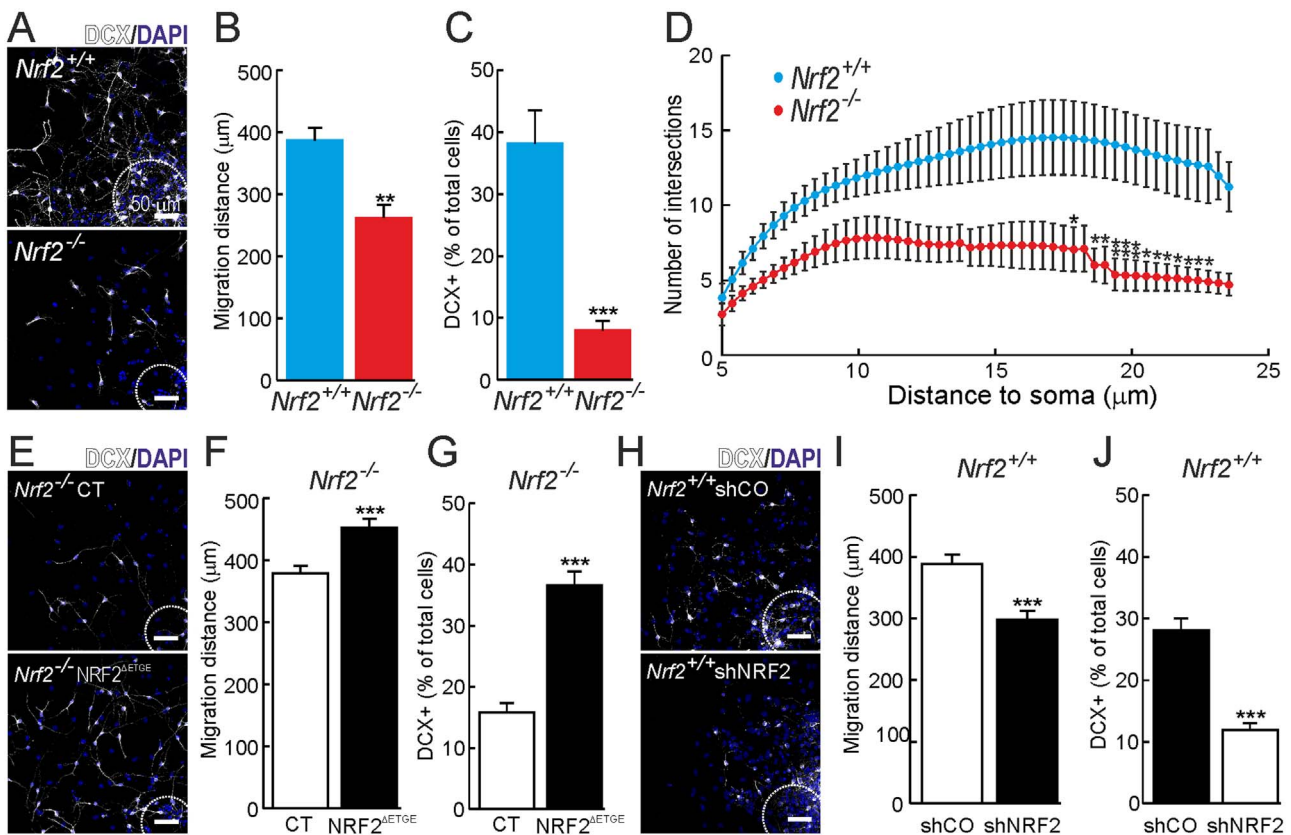 A
DCX/DAPI
Nrf2+/+
50 µm
Nrf2-/-
B
Migration distance (µm)
500
400
300
200
100
0
**
Nrf2+/+ Nrf2-/-
C
DCX+ (% of total cells)
50
40
30
20
10
0
***
Nrf2+/+ Nrf2-/-
D
Number of intersections
20
15
10
5
0
Nrf2+/+
Nrf2-/-
5 10 15 20 25
Distance to soma (µm)
E
DCX/DAPI
Nrf2-/- CT
Nrf2-/- NRF2ΔETGE
F
Nrf2-/-
Migration distance (µm)
500
400
300
200
100
0
***
CT NRF2ΔETGE
G
Nrf2-/-
DCX+ (% of total cells)
50
40
30
20
10
0
***
CT NRF2ΔETGE
H
DCX/DAPI
Nrf2+/+ shCO
Nrf2+/+ shNRF2
I
Nrf2+/+
Migration distance (µm)
500
400
300
200
100
0
***
shCO shNRF2
J
Nrf2+/+
DCX+ (% of total cells)
50
40
30
20
10
0
***
shCO shNRF2